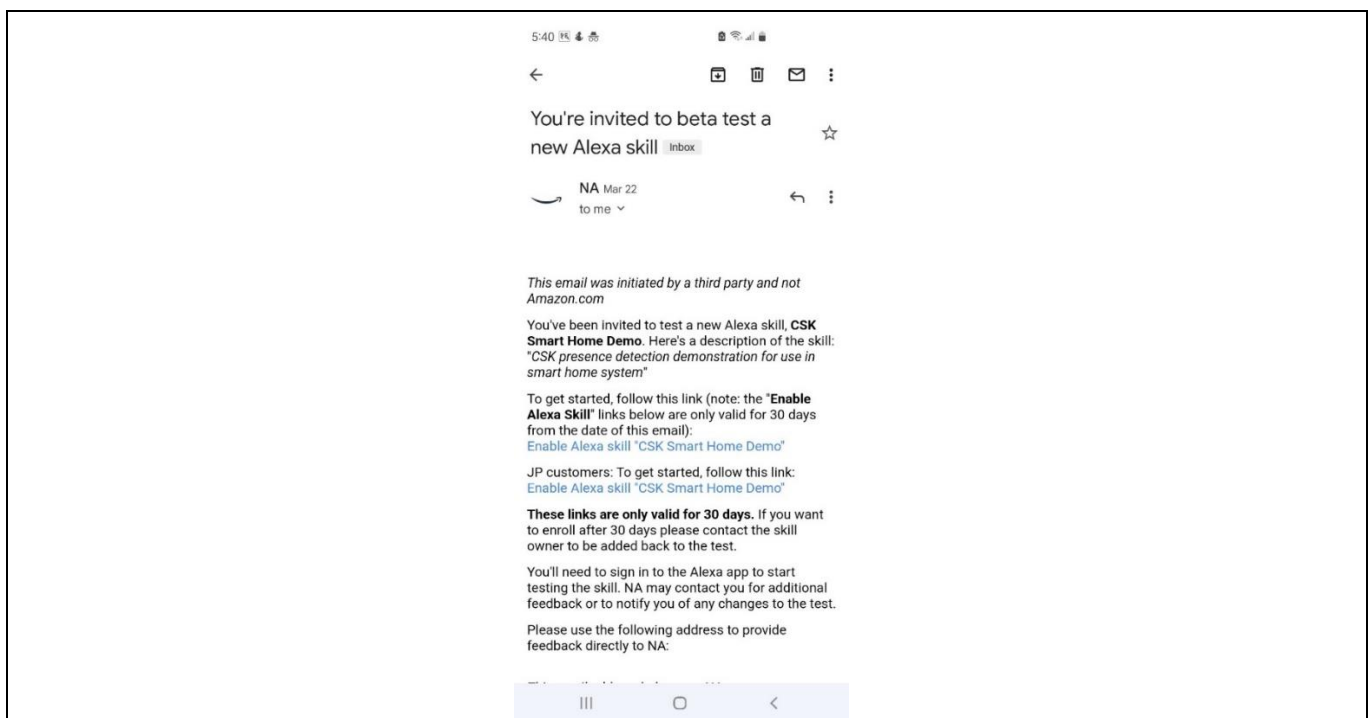 5:40
You're invited to beta test a
new Alexa skill Inbox
NA Mar 22
to me
This email was initiated by a third party and not
Amazon.com
You've been invited to test a new Alexa skill, CSK
Smart Home Demo. Here's a description of the skill:
"CSK presence detection demonstration for use in
smart home system"
To get started, follow this link (note: the "Enable
Alexa Skill" links below are only valid for 30 days
from the date of this email):
Enable Alexa skill "CSK Smart Home Demo"
JP customers: To get started, follow this link:
Enable Alexa skill "CSK Smart Home Demo"
These links are only valid for 30 days. If you want
to enroll after 30 days please contact the skill
owner to be added back to the test.
You'll need to sign in to the Alexa app to start
testing the skill. NA may contact you for additional
feedback or to notify you of any changes to the test.
Please use the following address to provide
feedback directly to NA: